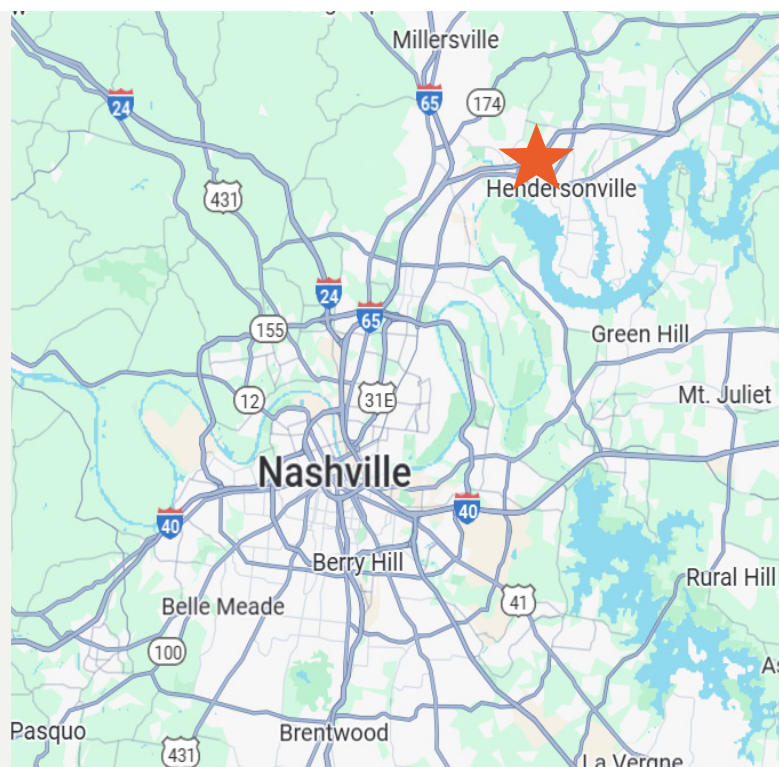 Millersville
24
65
174
431
Hendersonville
24
65
155
Green Hill
12
31E
Mt. Juliet
Nashville
40
40
Berry Hill
Rural Hill
Belle Meade
41
100
Pasquo
Brentwood
431
La Vergne